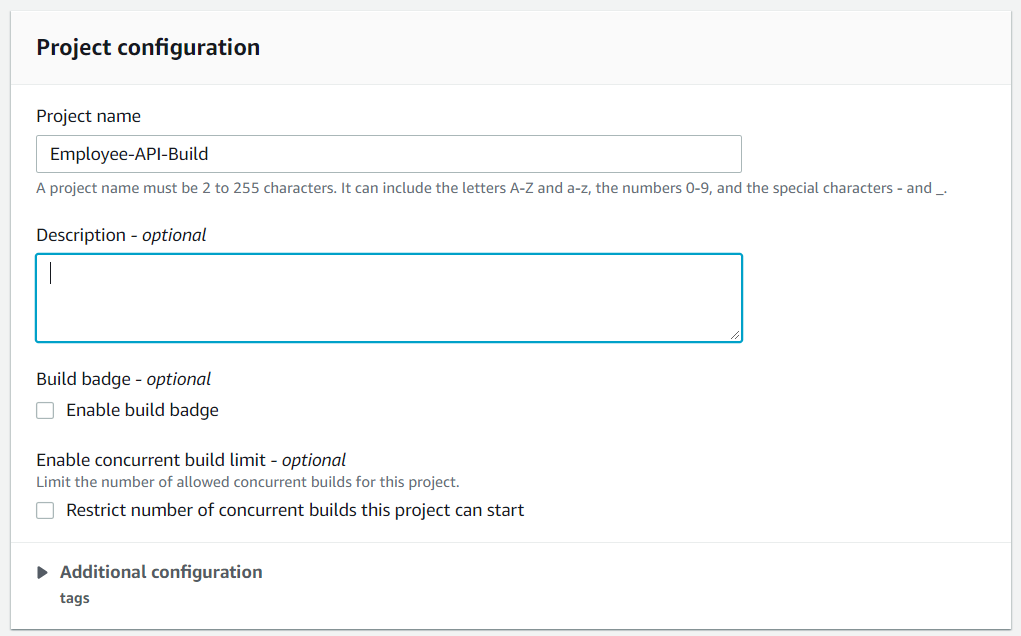 Project configuration
Project name
Employee-API-Build
A project name must be 2 to 255 characters. It can include the letters A-Z and a-z, the numbers 0-9, and the special characters - and _.
Description - optional
Build badge - optional
Enable build badge
Enable concurrent build limit - optional
Limit the number of allowed concurrent builds for this project.
Restrict number of concurrent builds this project can start
Additional configuration
tags